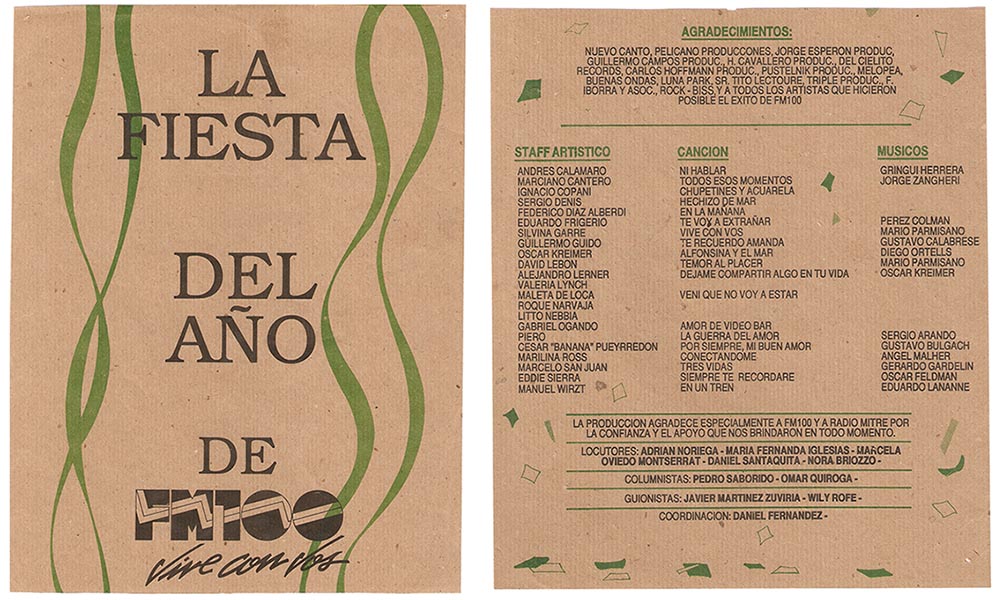 LA
FIESTA
DEL
AÑO
DE
FM100
Vive con vós
AGRADECIMIENTOS:
NUEVO CANTO, PELICANO PRODUCCONES, JORGE ESPERON PRODUC,
GUILLERMO CAMPOS PRODUC., H. CAVALLERO PRODUC., DEL CIELITO
RECORDS, CARLOS HOFFMANN PRODUC., PUSTELNIK PRODUC., MELOPEA,
BUENAS ONDAS, LUNA PARK, SR. TITO LECTOURE, TRIPLE PRODUC., F.
IBORRA Y ASOC., ROCK - BISS, Y A TODOS LOS ARTISTAS QUE HICIERON
POSIBLE EL EXITO DE FM100
STAFF ARTISTICO CANCION MUSICOS
ANDRES CALAMARO NI HABLAR GRINGUI HERRERA
MARCIANO CANTERO TODOS ESOS MOMENTOS JORGE ZANGHERI
IGNACIO COPANI CHUPETINES Y ACUARELA
SERGIO DENIS HECHIZO DE MAR
FEDERICO DIAZ ALBERDI EN LA MAÑANA
EDUARDO FRIGERIO TE VOY A EXTRAÑAR PEREZ COLMAN
SILVINA GARRE VIVE CON VOS MARIO PARMISANO
GUILLERMO GUIDO TE RECUERDO AMANDA GUSTAVO CALABRESE
OSCAR KREIMER ALFONSINA Y EL MAR DIEGO ORTELLS
DAVID LEBON TEMOR AL PLACER MARIO PARMISANO
ALEJANDRO LERNER DEJAME COMPARTIR ALGO EN TU VIDA OSCAR KREIMER
VALERIA LYNCH
MALETA DE LOCA VENI QUE NO VOY A ESTAR
ROQUE NARVAJA
LITTO NEBBIA
GABRIEL OGANDO AMOR DE VIDEO BAR
PIERO LA GUERRA DEL AMOR SERGIO ARANDO
CESAR "BANANA" PUEYRREDON POR SIEMPRE, MI BUEN AMOR GUSTAVO BULGACH
MARILINA ROSS CONECTANDOME ANGEL MALHER
MARCELO SAN JUAN TRES VIDAS GERARDO GARDELIN
EDDIE SIERRA SIEMPRE TE RECORDARE OSCAR FELDMAN
MANUEL WIRZT EN UN TREN EDUARDO LANANNE
LA PRODUCCION AGRADECE ESPECIALMENTE A FM100 Y A RADIO MITRE POR
LA CONFIANZA Y EL APOYO QUE NOS BRINDARON EN TODO MOMENTO.
LOCUTORES: ADRIAN NORIEGA - MARIA FERNANDA IGLESIAS - MARCELA
OVIEDO MONTSERRAT - DANIEL SANTAQUITA - NORA BRIOZZO -
COLUMNISTAS: PEDRO SABORIDO - OMAR QUIROGA -
GUIONISTAS: JAVIER MARTINEZ ZUVIRIA - WILY ROFE -
COORDINACION: DANIEL FERNANDEZ -